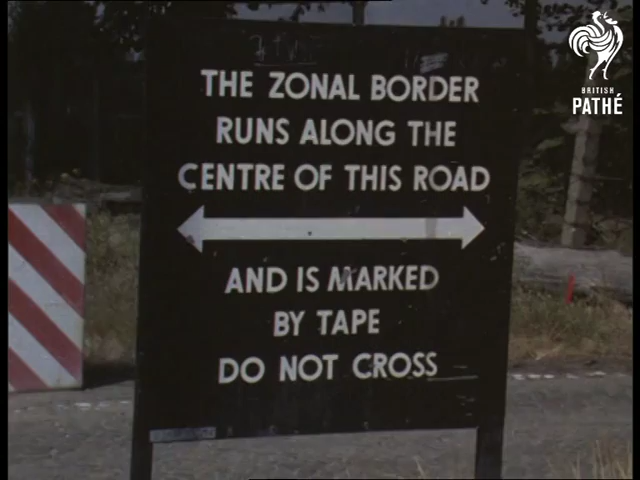 THE ZONAL BORDER
RUNS ALONG THE
CENTRE OF THIS ROAD
AND IS MARKED
BY TAPE
DO NOT CROSS
BRITISH
PATHÉ